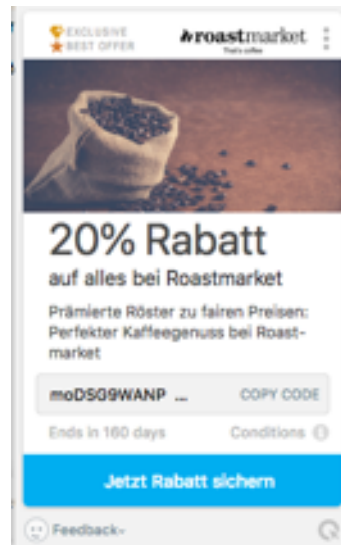 EXCLUSIVE
BEST OFFER
roastmarket
That's coffee
20% Rabatt
auf alles bei Roastmarket
Prämierte Röster zu fairen Preisen:
Perfekter Kaffeegenuss bei Roast-
market
moDSG9WANP ... COPY CODE
Ends in 160 days Conditions
Jetzt Rabatt sichern
Feedback